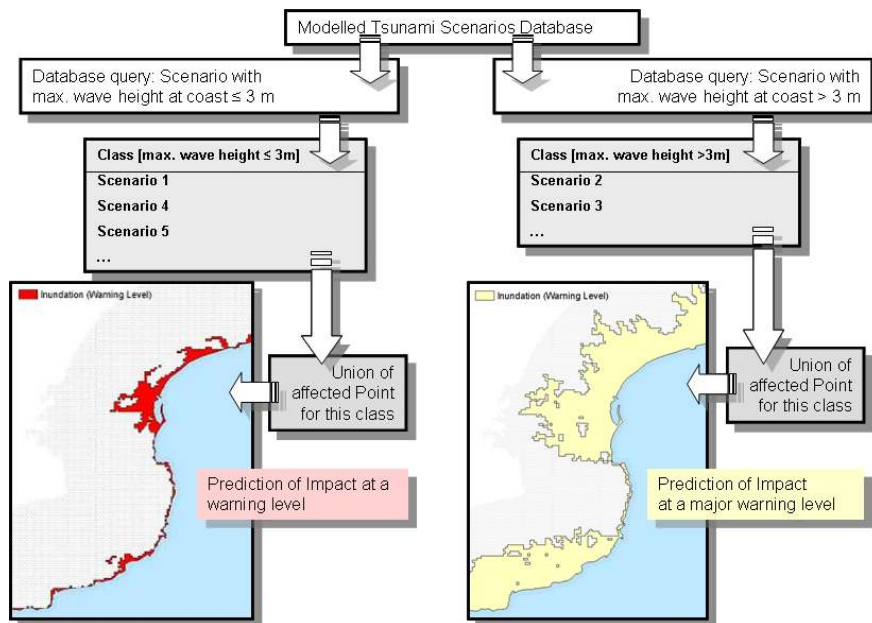 Modelled Tsunami Scenarios Database
Database query: Scenario with
max. wave height at coast ≤ 3 m
Database query: Scenario with
max. wave height at coast > 3 m
Class [max. wave height ≤ 3m]
Scenario 1
Scenario 4
Scenario 5
...
Class [max. wave height >3m]
Scenario 2
Scenario 3
...
Inundation (Warning Level)
Union of
affected Point
for this class
Prediction of Impact at a
warning level
Inundation (Warning Level)
Union of
affected Point
for this class
Prediction of Impact
at a major warning level